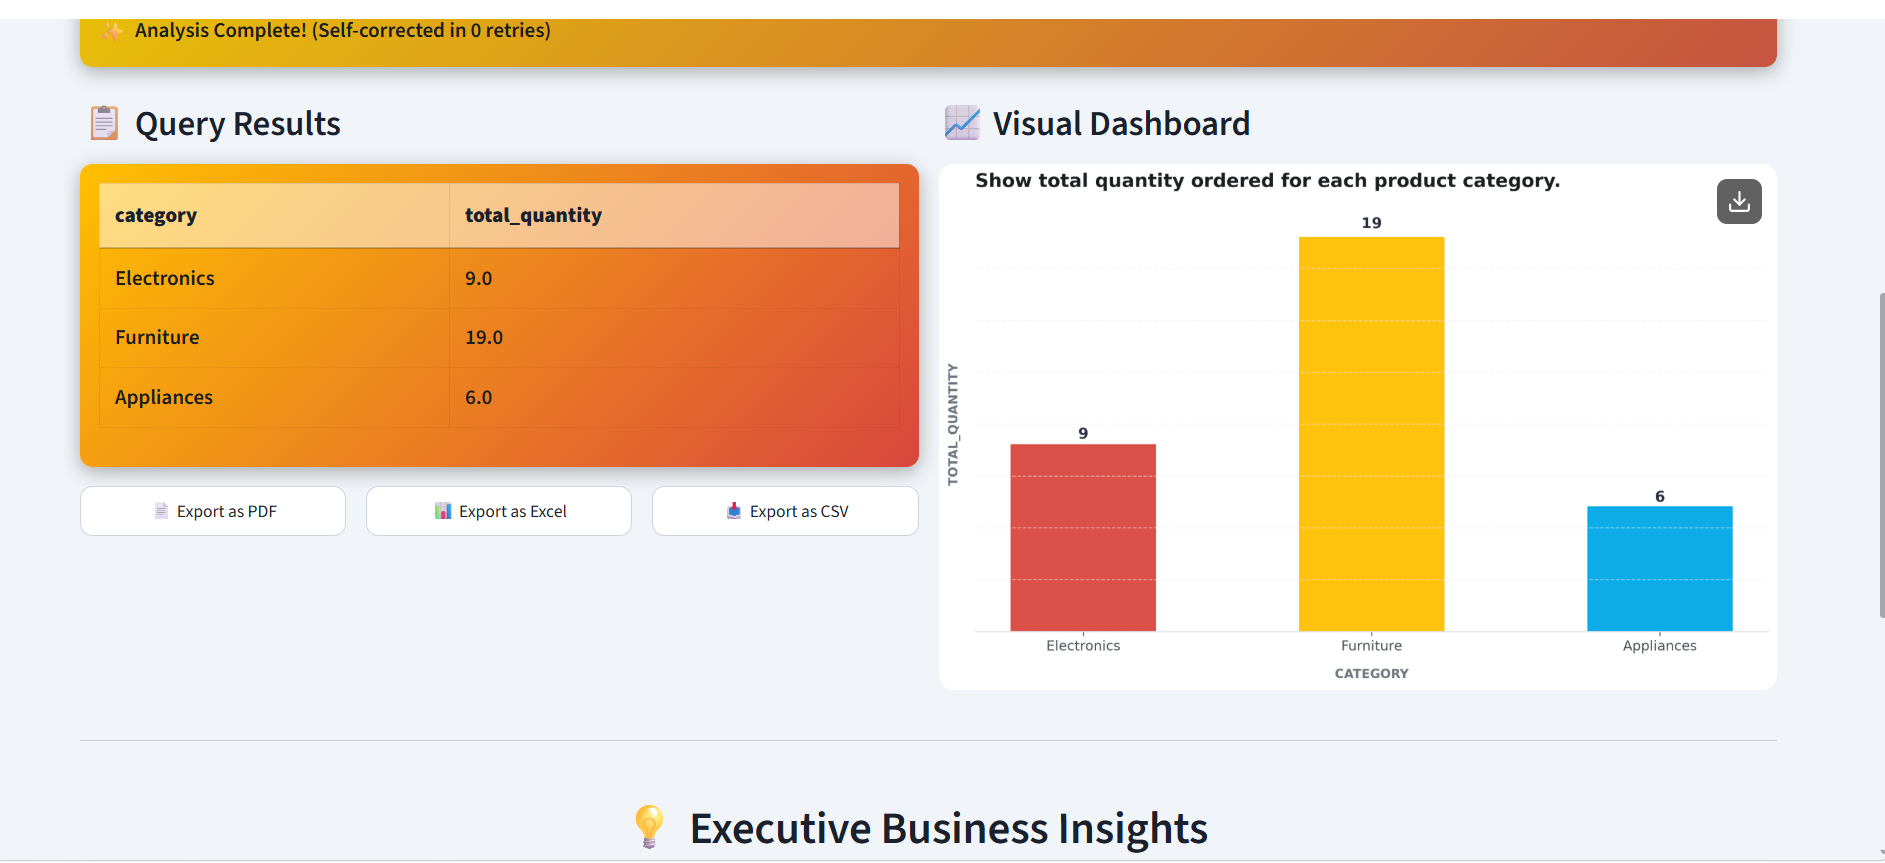 Analysis Complete! (Self-corrected in 0 retries)
Query Results
category total_quantity
Electronics 9.0
Furniture 19.0
Appliances 6.0
Export as PDF Export as Excel Export as CSV
Visual Dashboard
Show total quantity ordered for each product category.
TOTAL_QUANTITY
19
9
6
Electronics Furniture Appliances
CATEGORY
Executive Business Insights